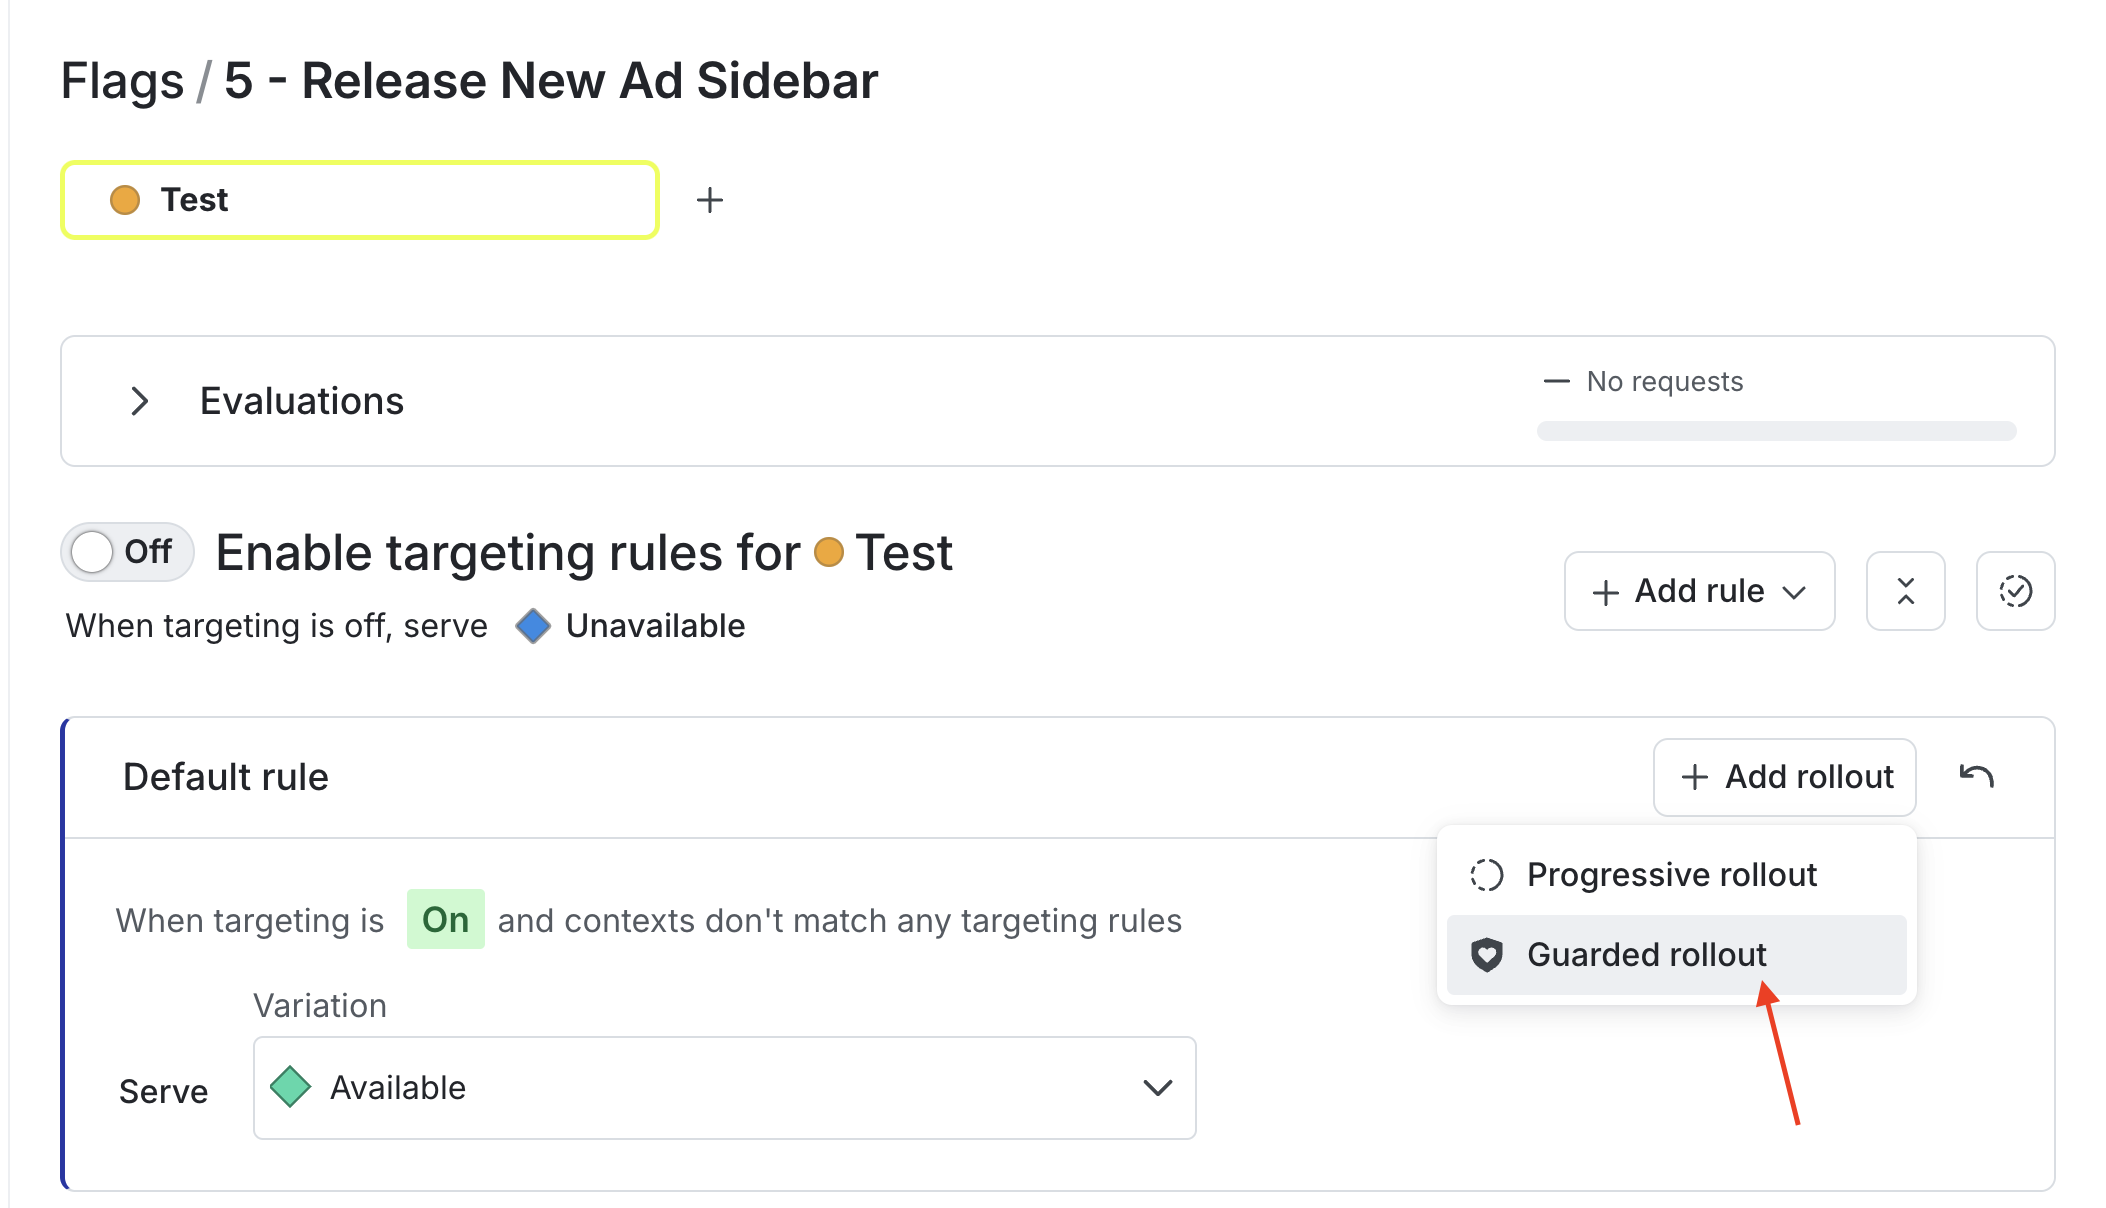 Flags / 5 - Release New Ad Sidebar
Test
Evaluations
No requests
Off Enable targeting rules for Test
When targeting is off, serve Unavailable
Add rule
Default rule
Add rollout
Progressive rollout
Guarded rollout
When targeting is On and contexts don't match any targeting rules
Variation
Serve Available